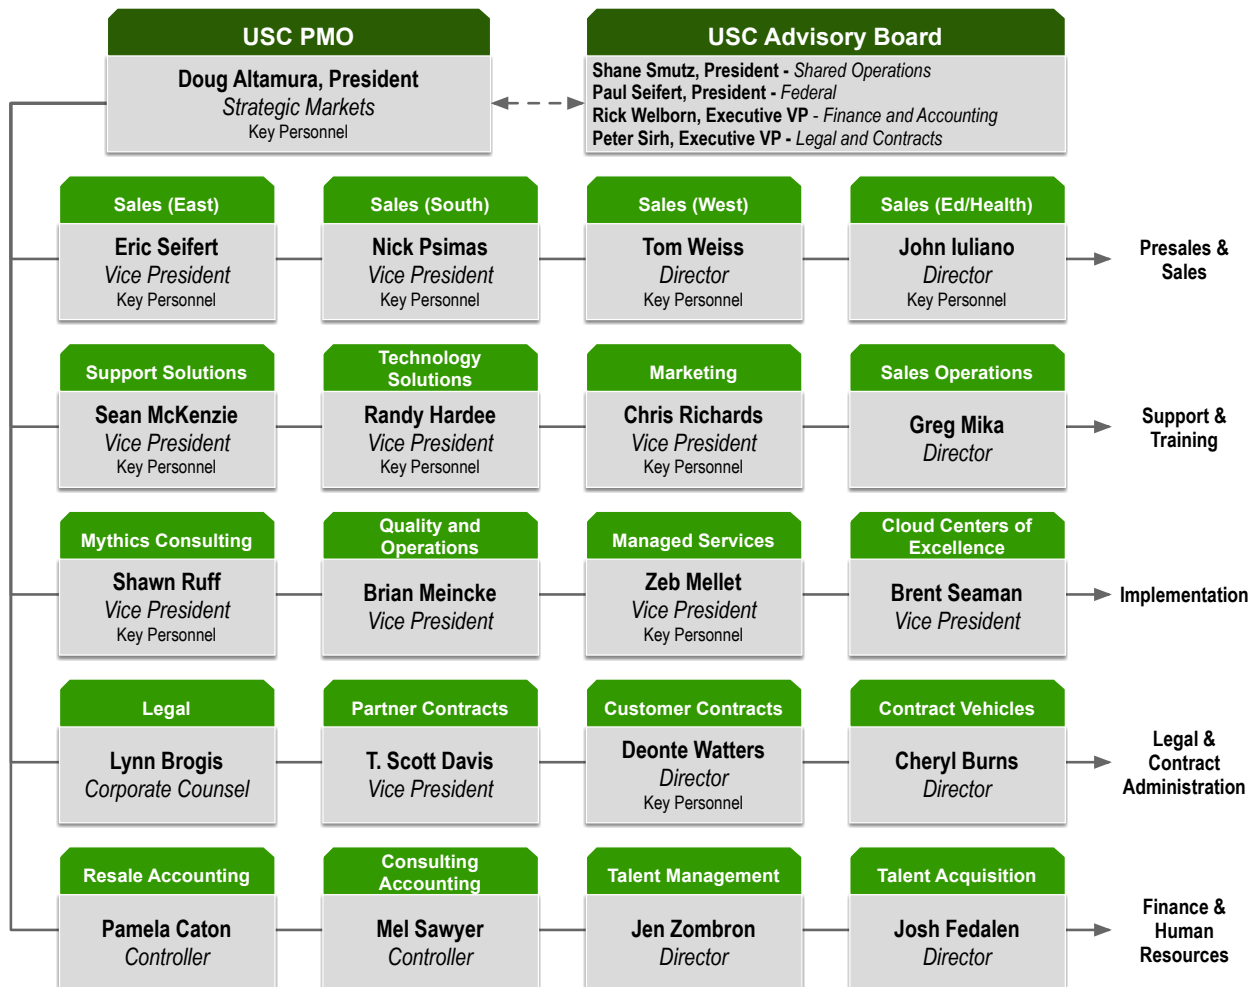 USC PMO
Doug Altamura, President
Strategic Markets
Key Personnel
USC Advisory Board
Shane Smutz, President - Shared Operations
Paul Seifert, President - Federal
Rick Welborn, Executive VP - Finance and Accounting
Peter Sirh, Executive VP - Legal and Contracts
Sales (East)
Eric Seifert
Vice President
Key Personnel
Sales (South)
Nick Psimas
Vice President
Key Personnel
Sales (West)
Tom Weiss
Director
Key Personnel
Sales (Ed/Health)
John Iuliano
Director
Key Personnel
Presales &
Sales
Support Solutions
Sean McKenzie
Vice President
Key Personnel
Technology
Solutions
Randy Hardee
Vice President
Key Personnel
Marketing
Chris Richards
Vice President
Key Personnel
Sales Operations
Greg Mika
Director
Support &
Training
Mythics Consulting
Shawn Ruff
Vice President
Key Personnel
Quality and
Operations
Brian Meincke
Vice President
Managed Services
Zeb Mellet
Vice President
Key Personnel
Cloud Centers of
Excellence
Brent Seaman
Vice President
Implementation
Legal
Lynn Brogis
Corporate Counsel
Partner Contracts
T. Scott Davis
Vice President
Customer Contracts
Deonte Watters
Director
Key Personnel
Contract Vehicles
Cheryl Burns
Director
Legal &
Contract
Administration
Resale Accounting
Pamela Caton
Controller
Consulting
Accounting
Mel Sawyer
Controller
Talent Management
Jen Zombron
Director
Talent Acquisition
Josh Fedalen
Director
Finance &
Human
Resources